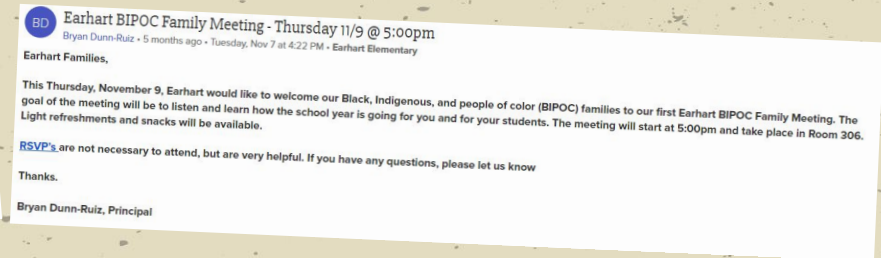 BD
Earhart BIPOC Family Meeting - Thursday 11/9 @ 5:00pm
Bryan Dunn-Ruiz • 5 months ago • Tuesday, Nov 7 at 4:22 PM • Earhart Elementary
Earhart Families,
This Thursday, November 9, Earhart would like to welcome our Black, Indigenous, and people of color (BIPOC) families to our first Earhart BIPOC Family Meeting. The
goal of the meeting will be to listen and learn how the school year is going for you and for your students. The meeting will start at 5:00pm and take place in Room 306.
Light refreshments and snacks will be available.
RSVP's are not necessary to attend, but are very helpful. If you have any questions, please let us know
Thanks.
Bryan Dunn-Ruiz, Principal